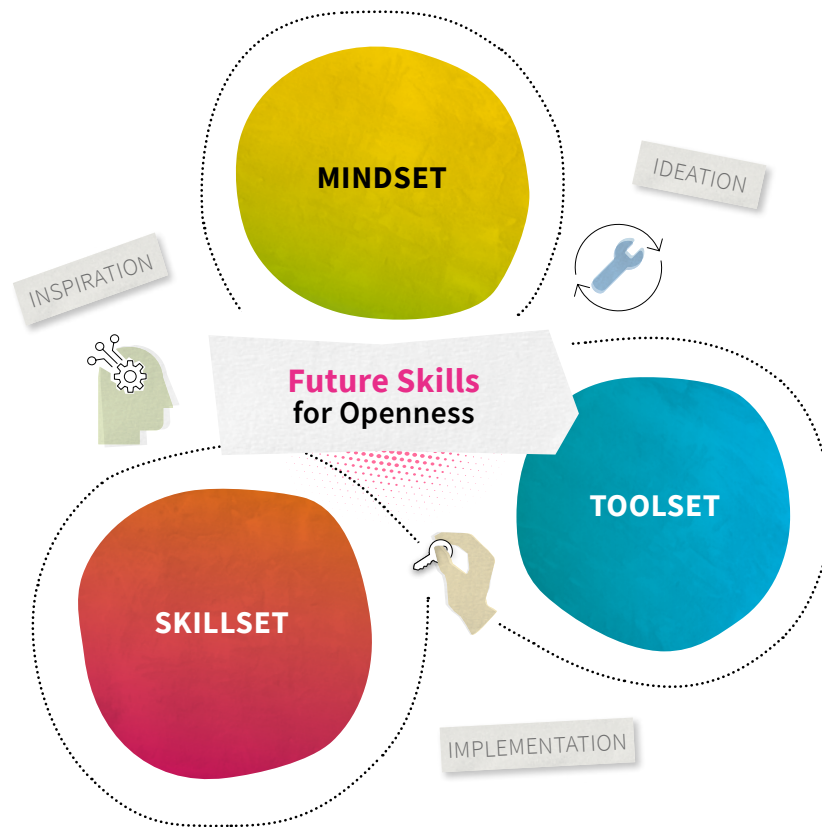 MINDSET
IDEATION
INSPIRATION
Future Skills
for Openness
TOOLSET
SKILLSET
IMPLEMENTATION